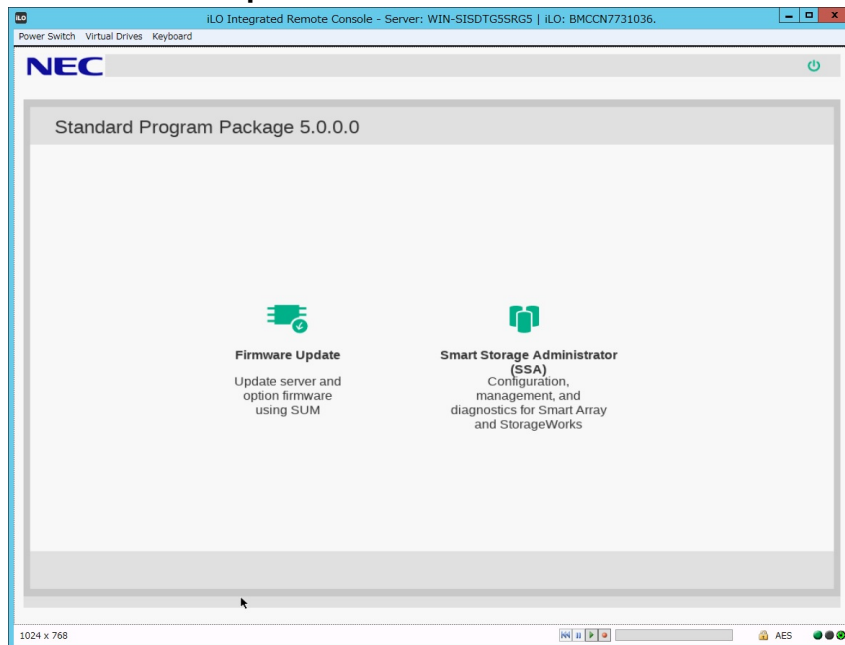 iLO
iLO Integrated Remote Console - Server: WIN-SISDTG5SRG5 | iLO: BMCCN7731036.
Power Switch Virtual Drives Keyboard
NEC
Standard Program Package 5.0.0.0
Firmware Update
Update server and
option firmware
using SUM
Smart Storage Administrator
(SSA)
Configuration,
management, and
diagnostics for Smart Array
and StorageWorks
1024 x 768
AES